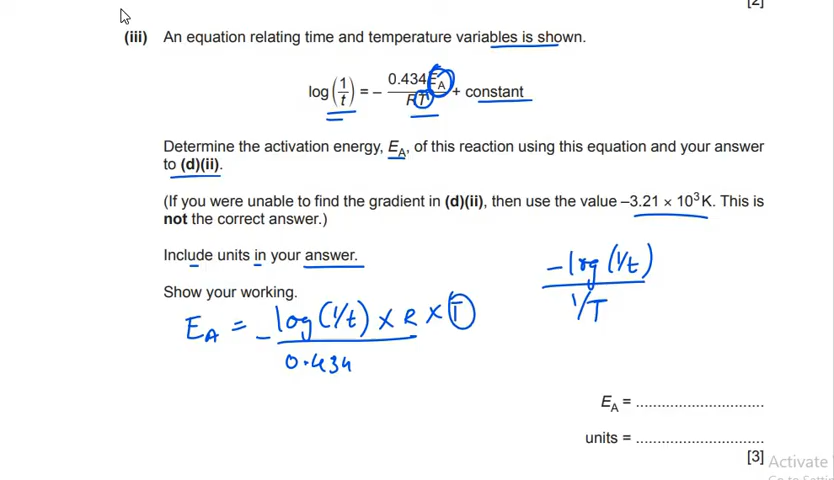 [2]
(iii) An equation relating time and temperature variables is shown.
log(1/t) = − 0.434E_A/RT + constant
Determine the activation energy, E_A, of this reaction using this equation and your answer
to (d)(ii).
(If you were unable to find the gradient in (d)(ii), then use the value –3.21 × 10³K. This is
not the correct answer.)
Include units in your answer.
−log(1/t)
1/T
Show your working.
E_A = −log(1/t) × R × T
0.434
E_A = ..............................
units = ..............................
[3]
Activate